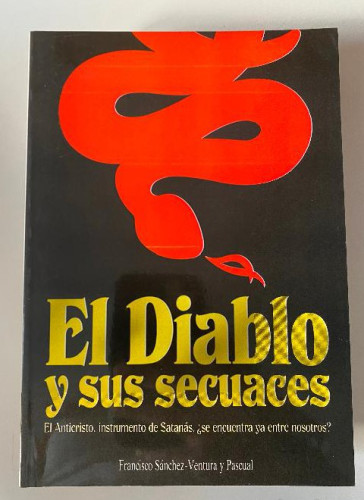 El Diablo
y sus secuaces
El Anticristo, instrumento de Satanás, ¿se encuentra ya entre nosotros?
Francisco Sánchez-Ventura y Pascual